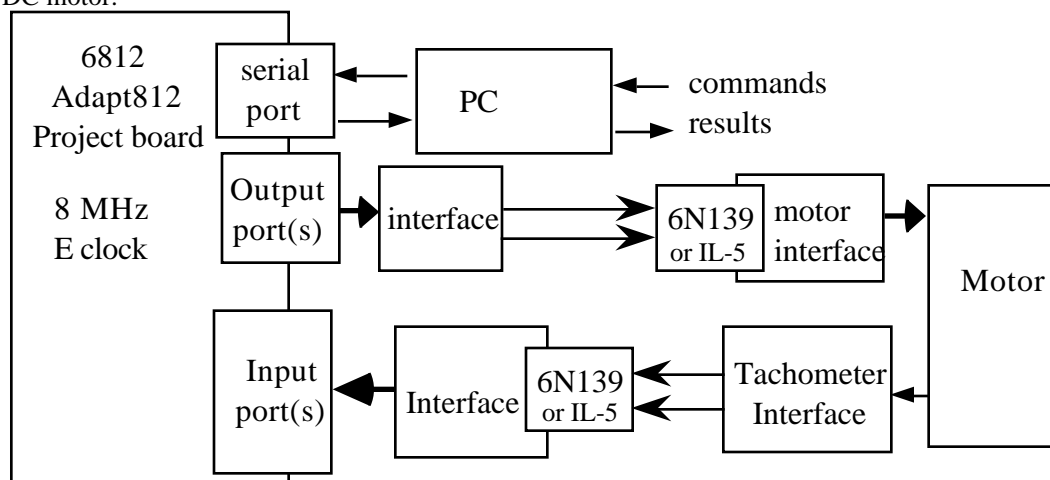 DC motor.
6812
Adapt812
Project board
8 MHz
E clock
serial
port
PC
commands
results
Output
port(s)
interface
6N139
or IL-5
motor
interface
Motor
Input
port(s)
Interface
6N139
or IL-5
Tachometer
Interface